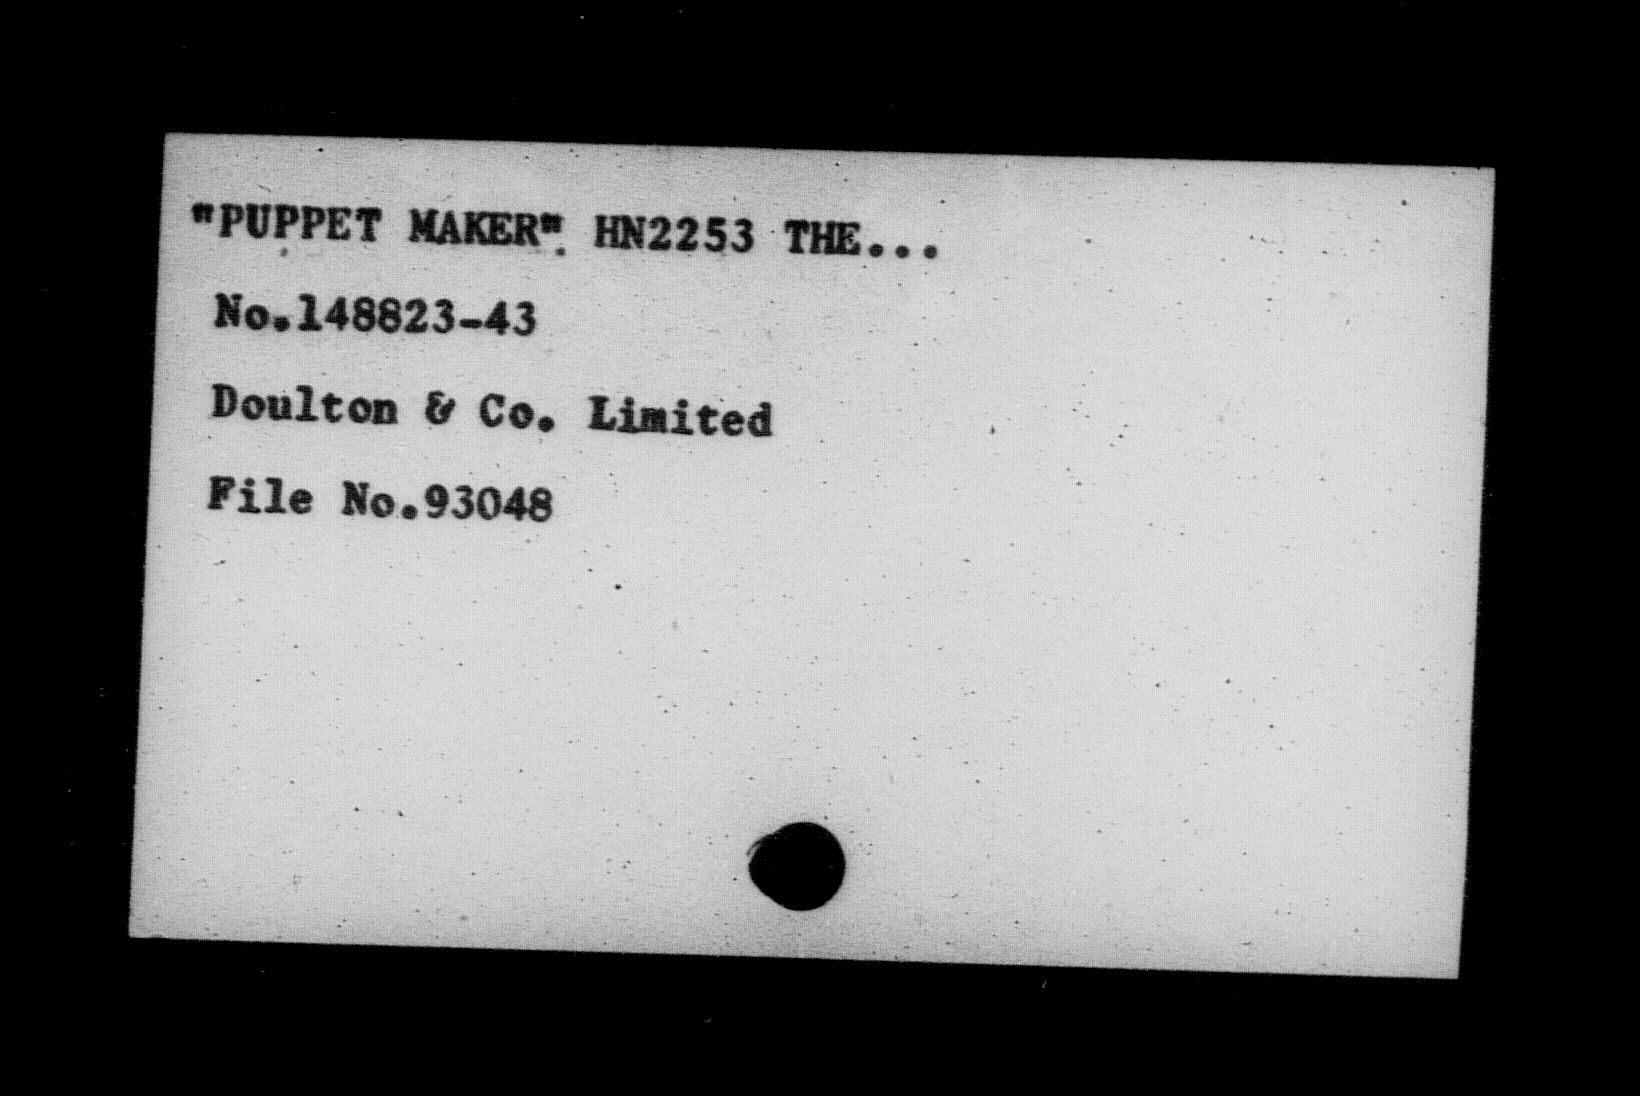 "PUPPET MAKER" HN2253 THE...
No.148823-43
Doulton & Co. Limited
File No.93048